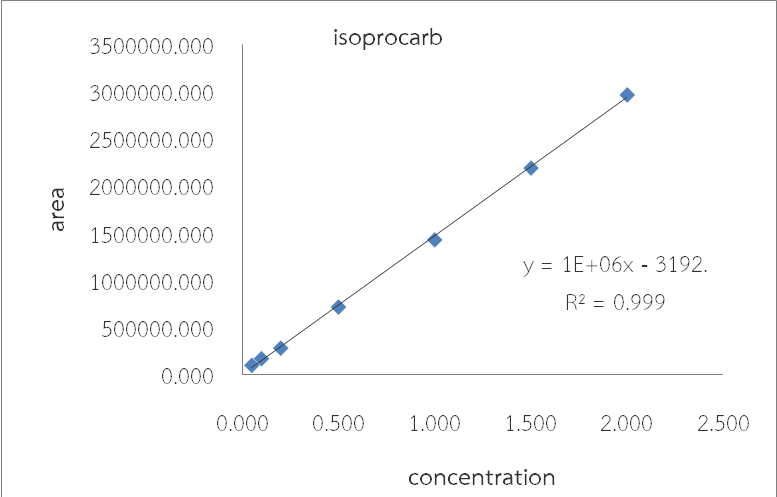 isoprocarb
3500000.000
3000000.000
2500000.000
2000000.000
1500000.000
1000000.000
500000.000
0.000
area
y = 1E+06x - 3192.
R² = 0.999
0.000 0.500 1.000 1.500 2.000 2.500
concentration